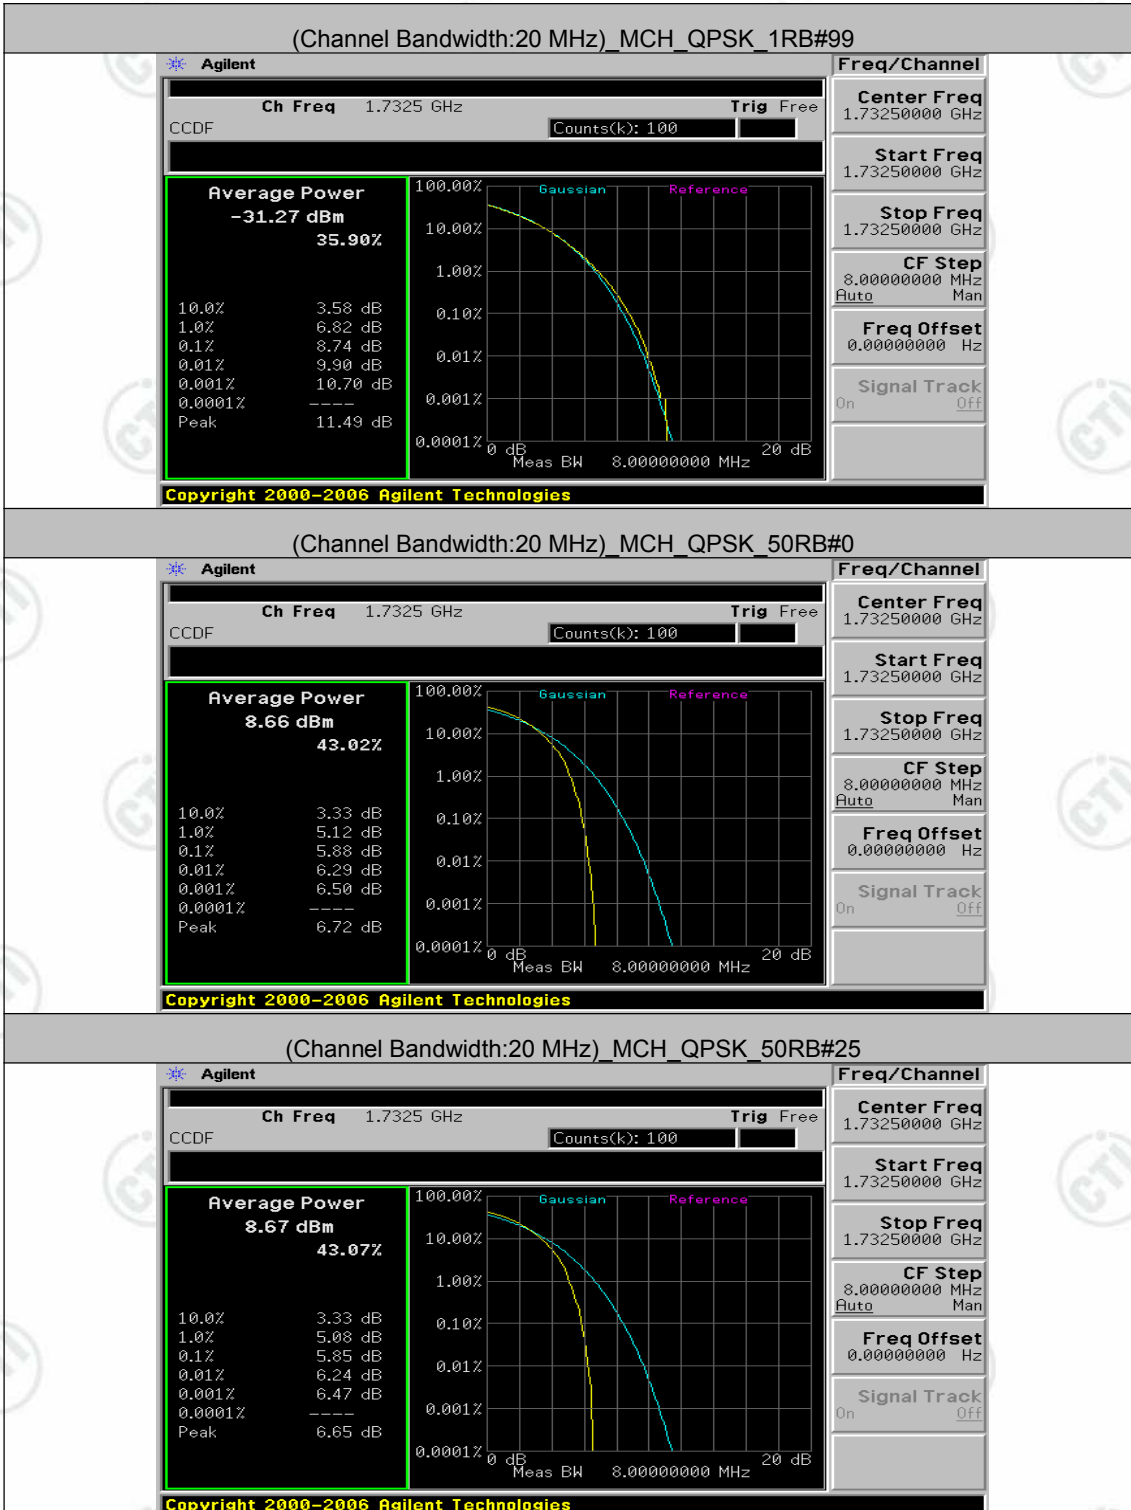 (Channel Bandwidth:20 MHz)_MCH_QPSK_1RB#99
Agilent
Freq/Channel
Ch Freq 1.7325 GHz Trig Free
CCDF Counts(k): 100
Center Freq
1.73250000 GHz
Start Freq
1.73250000 GHz
Stop Freq
1.73250000 GHz
CF Step
8.00000000 MHz
Auto Man
Freq Offset
0.00000000 Hz
Signal Track
On Off
Average Power
-31.27 dBm
35.90%
10.0% 3.58 dB
1.0% 6.82 dB
0.1% 8.74 dB
0.01% 9.90 dB
0.001% 10.70 dB
0.0001% ----
Peak 11.49 dB
Gaussian Reference
100.00%
10.00%
1.00%
0.10%
0.01%
0.001%
0.0001%
0 dB 20 dB
Meas BW 8.00000000 MHz
Copyright 2000-2006 Agilent Technologies
(Channel Bandwidth:20 MHz)_MCH_QPSK_50RB#0
Agilent
Freq/Channel
Ch Freq 1.7325 GHz Trig Free
CCDF Counts(k): 100
Center Freq
1.73250000 GHz
Start Freq
1.73250000 GHz
Stop Freq
1.73250000 GHz
CF Step
8.00000000 MHz
Auto Man
Freq Offset
0.00000000 Hz
Signal Track
On Off
Average Power
8.66 dBm
43.02%
10.0% 3.33 dB
1.0% 5.12 dB
0.1% 5.88 dB
0.01% 6.29 dB
0.001% 6.50 dB
0.0001% ----
Peak 6.72 dB
Gaussian Reference
100.00%
10.00%
1.00%
0.10%
0.01%
0.001%
0.0001%
0 dB 20 dB
Meas BW 8.00000000 MHz
Copyright 2000-2006 Agilent Technologies
(Channel Bandwidth:20 MHz)_MCH_QPSK_50RB#25
Agilent
Freq/Channel
Ch Freq 1.7325 GHz Trig Free
CCDF Counts(k): 100
Center Freq
1.73250000 GHz
Start Freq
1.73250000 GHz
Stop Freq
1.73250000 GHz
CF Step
8.00000000 MHz
Auto Man
Freq Offset
0.00000000 Hz
Signal Track
On Off
Average Power
8.67 dBm
43.07%
10.0% 3.33 dB
1.0% 5.08 dB
0.1% 5.85 dB
0.01% 6.24 dB
0.001% 6.47 dB
0.0001% ----
Peak 6.65 dB
Gaussian Reference
100.00%
10.00%
1.00%
0.10%
0.01%
0.001%
0.0001%
0 dB 20 dB
Meas BW 8.00000000 MHz
Copyright 2000-2006 Agilent Technologies
CTI